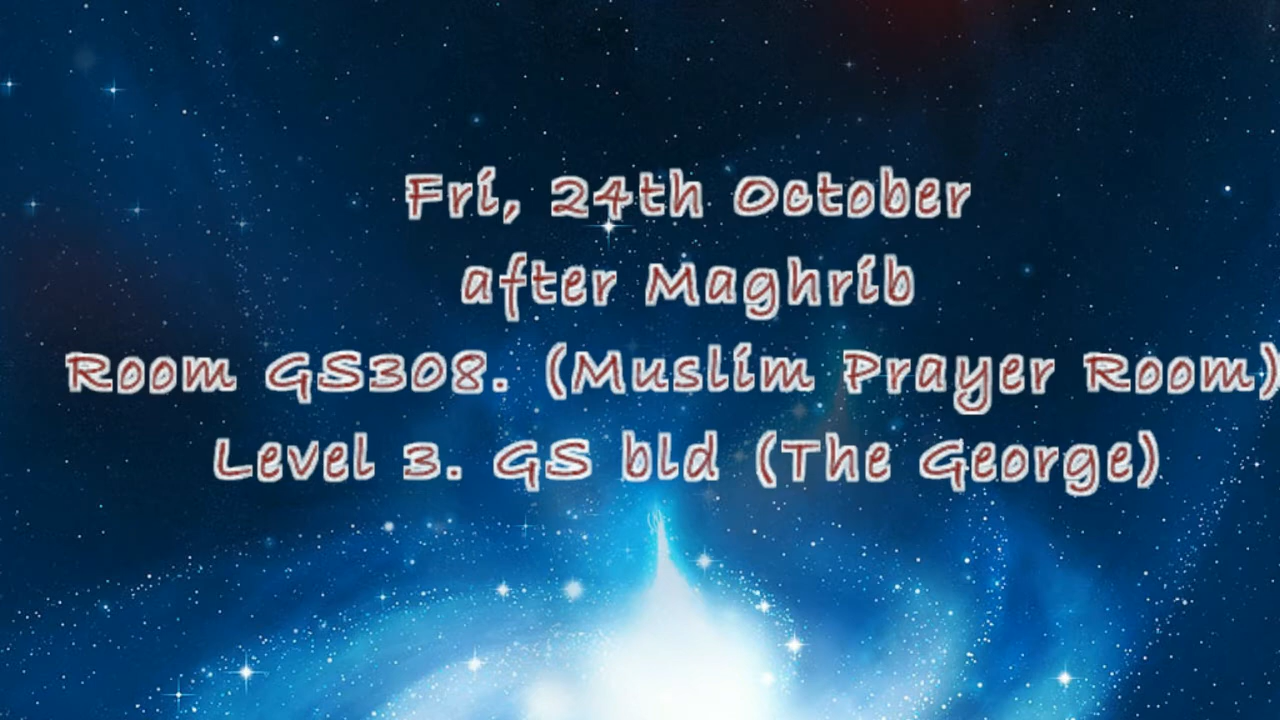 Fri, 24th October
after Maghrib
Room GS308. (Muslim Prayer Room)
Level 3. GS bld (The George)